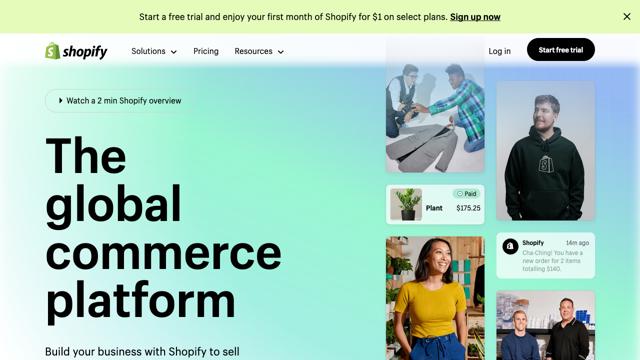 Start a free trial and enjoy your first month of Shopify for $1 on select plans. Sign up now
shopify
Solutions
Pricing
Resources
Log in
Start free trial
Watch a 2 min Shopify overview
The
global
commerce
platform
Build your business with Shopify to sell
Paid
Plant
$175.25
Shopify
14m ago
Cha-Ching! You have a
new order for 2 items
totalling $140.